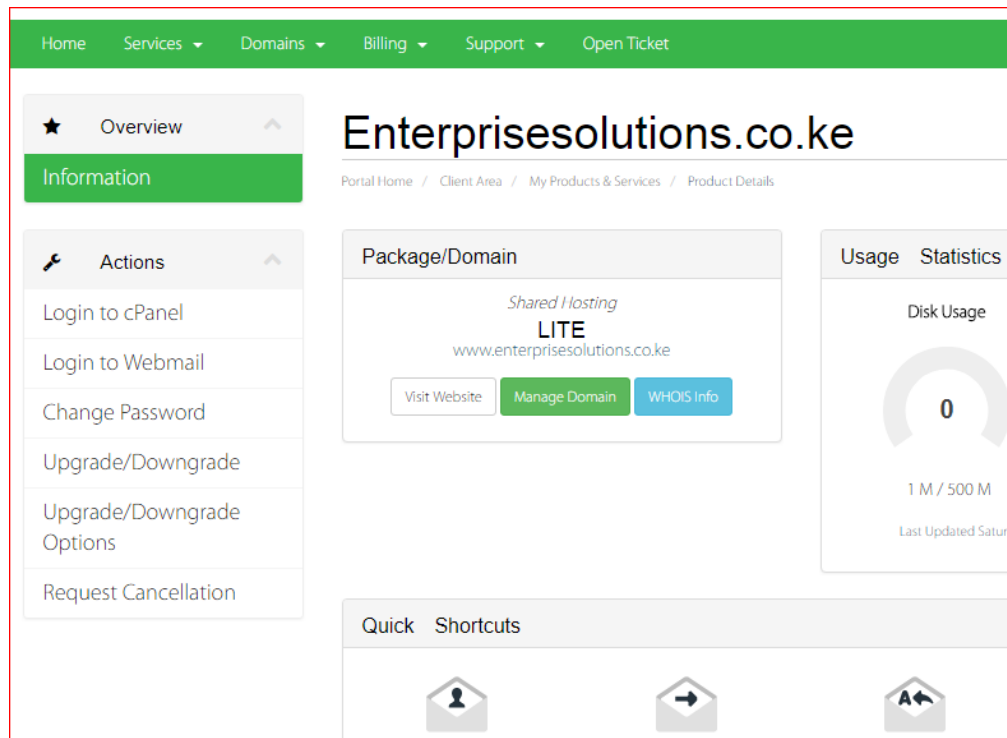 Home Services Domains Billing Support Open Ticket
Overview
Information
Actions
Login to cPanel
Login to Webmail
Change Password
Upgrade/Downgrade
Upgrade/Downgrade
Options
Request Cancellation
Enterprisesolutions.co.ke
Portal Home / Client Area / My Products & Services / Product Details
Package/Domain
Shared Hosting
LITE
www.enterprisesolutions.co.ke
Visit Website Manage Domain WHOIS Info
Usage Statistics
Disk Usage
0
1 M / 500 M
Last Updated Satur
Quick Shortcuts
A